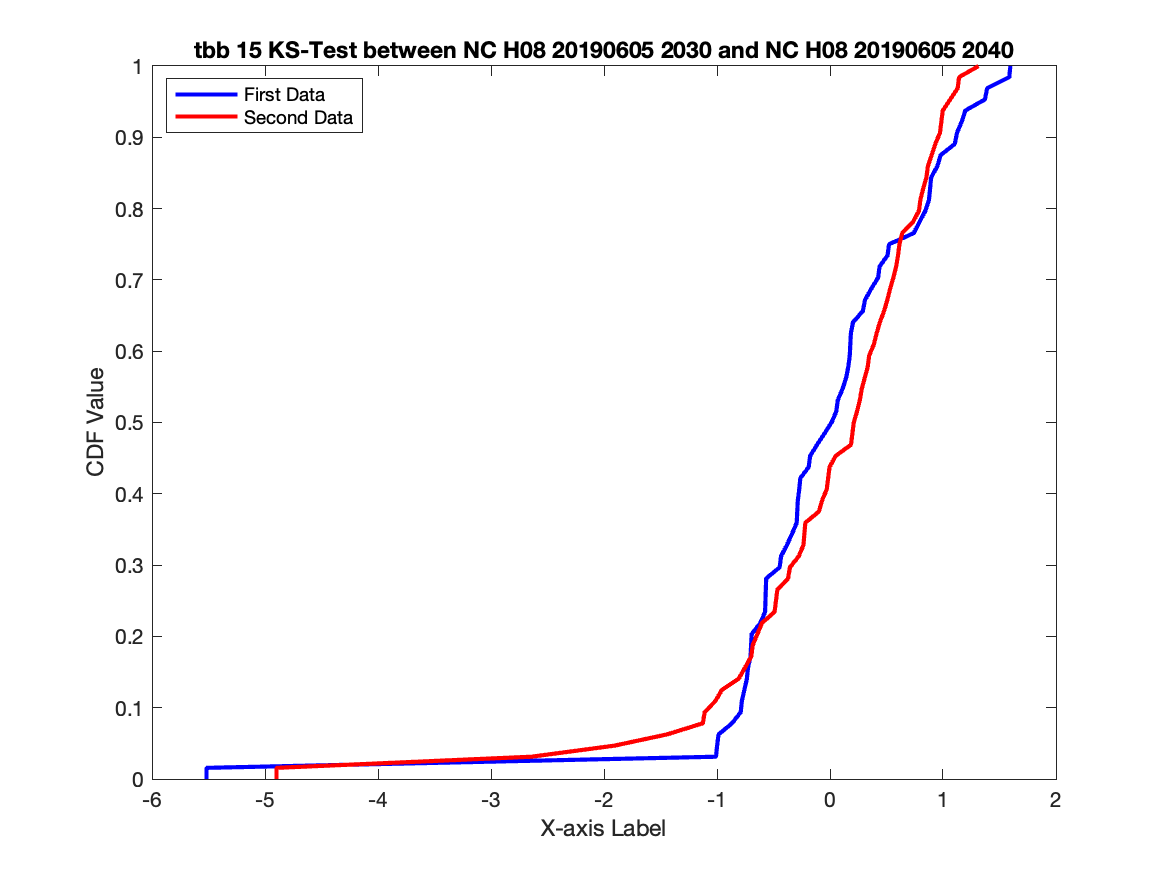 tbb 15 KS-Test between NC H08 20190605 2030 and NC H08 20190605 2040
First Data
Second Data
CDF Value
1
0.9
0.8
0.7
0.6
0.5
0.4
0.3
0.2
0.1
0
-6 -5 -4 -3 -2 -1 0 1 2
X-axis Label